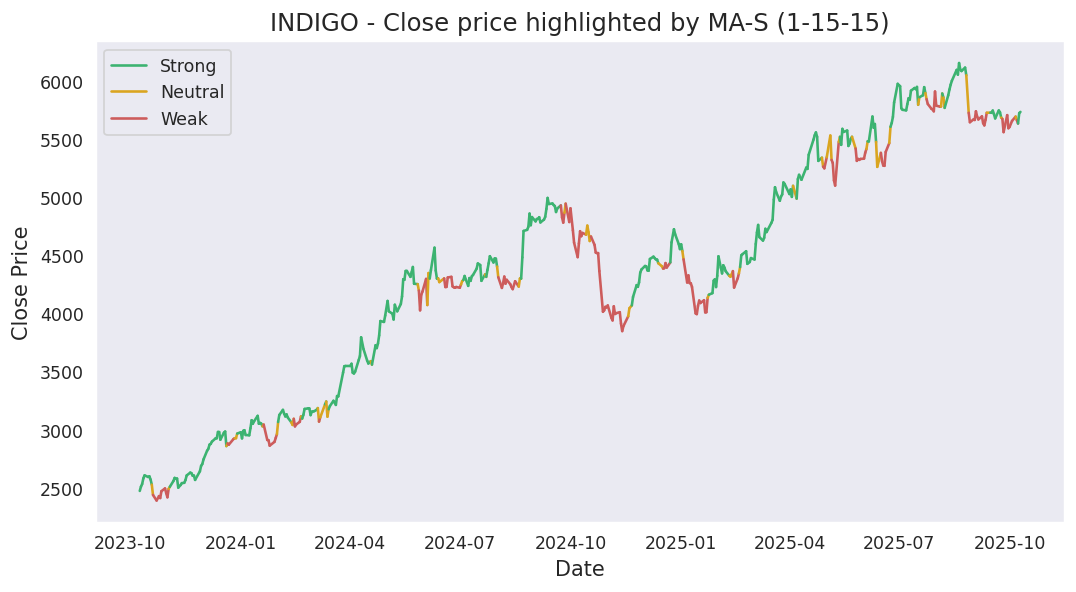 INDIGO - Close price highlighted by MA-S (1-15-15)
Strong
Neutral
Weak
Close Price
6000
5500
5000
4500
4000
3500
3000
2500
2023-10 2024-01 2024-04 2024-07 2024-10 2025-01 2025-04 2025-07 2025-10
Date